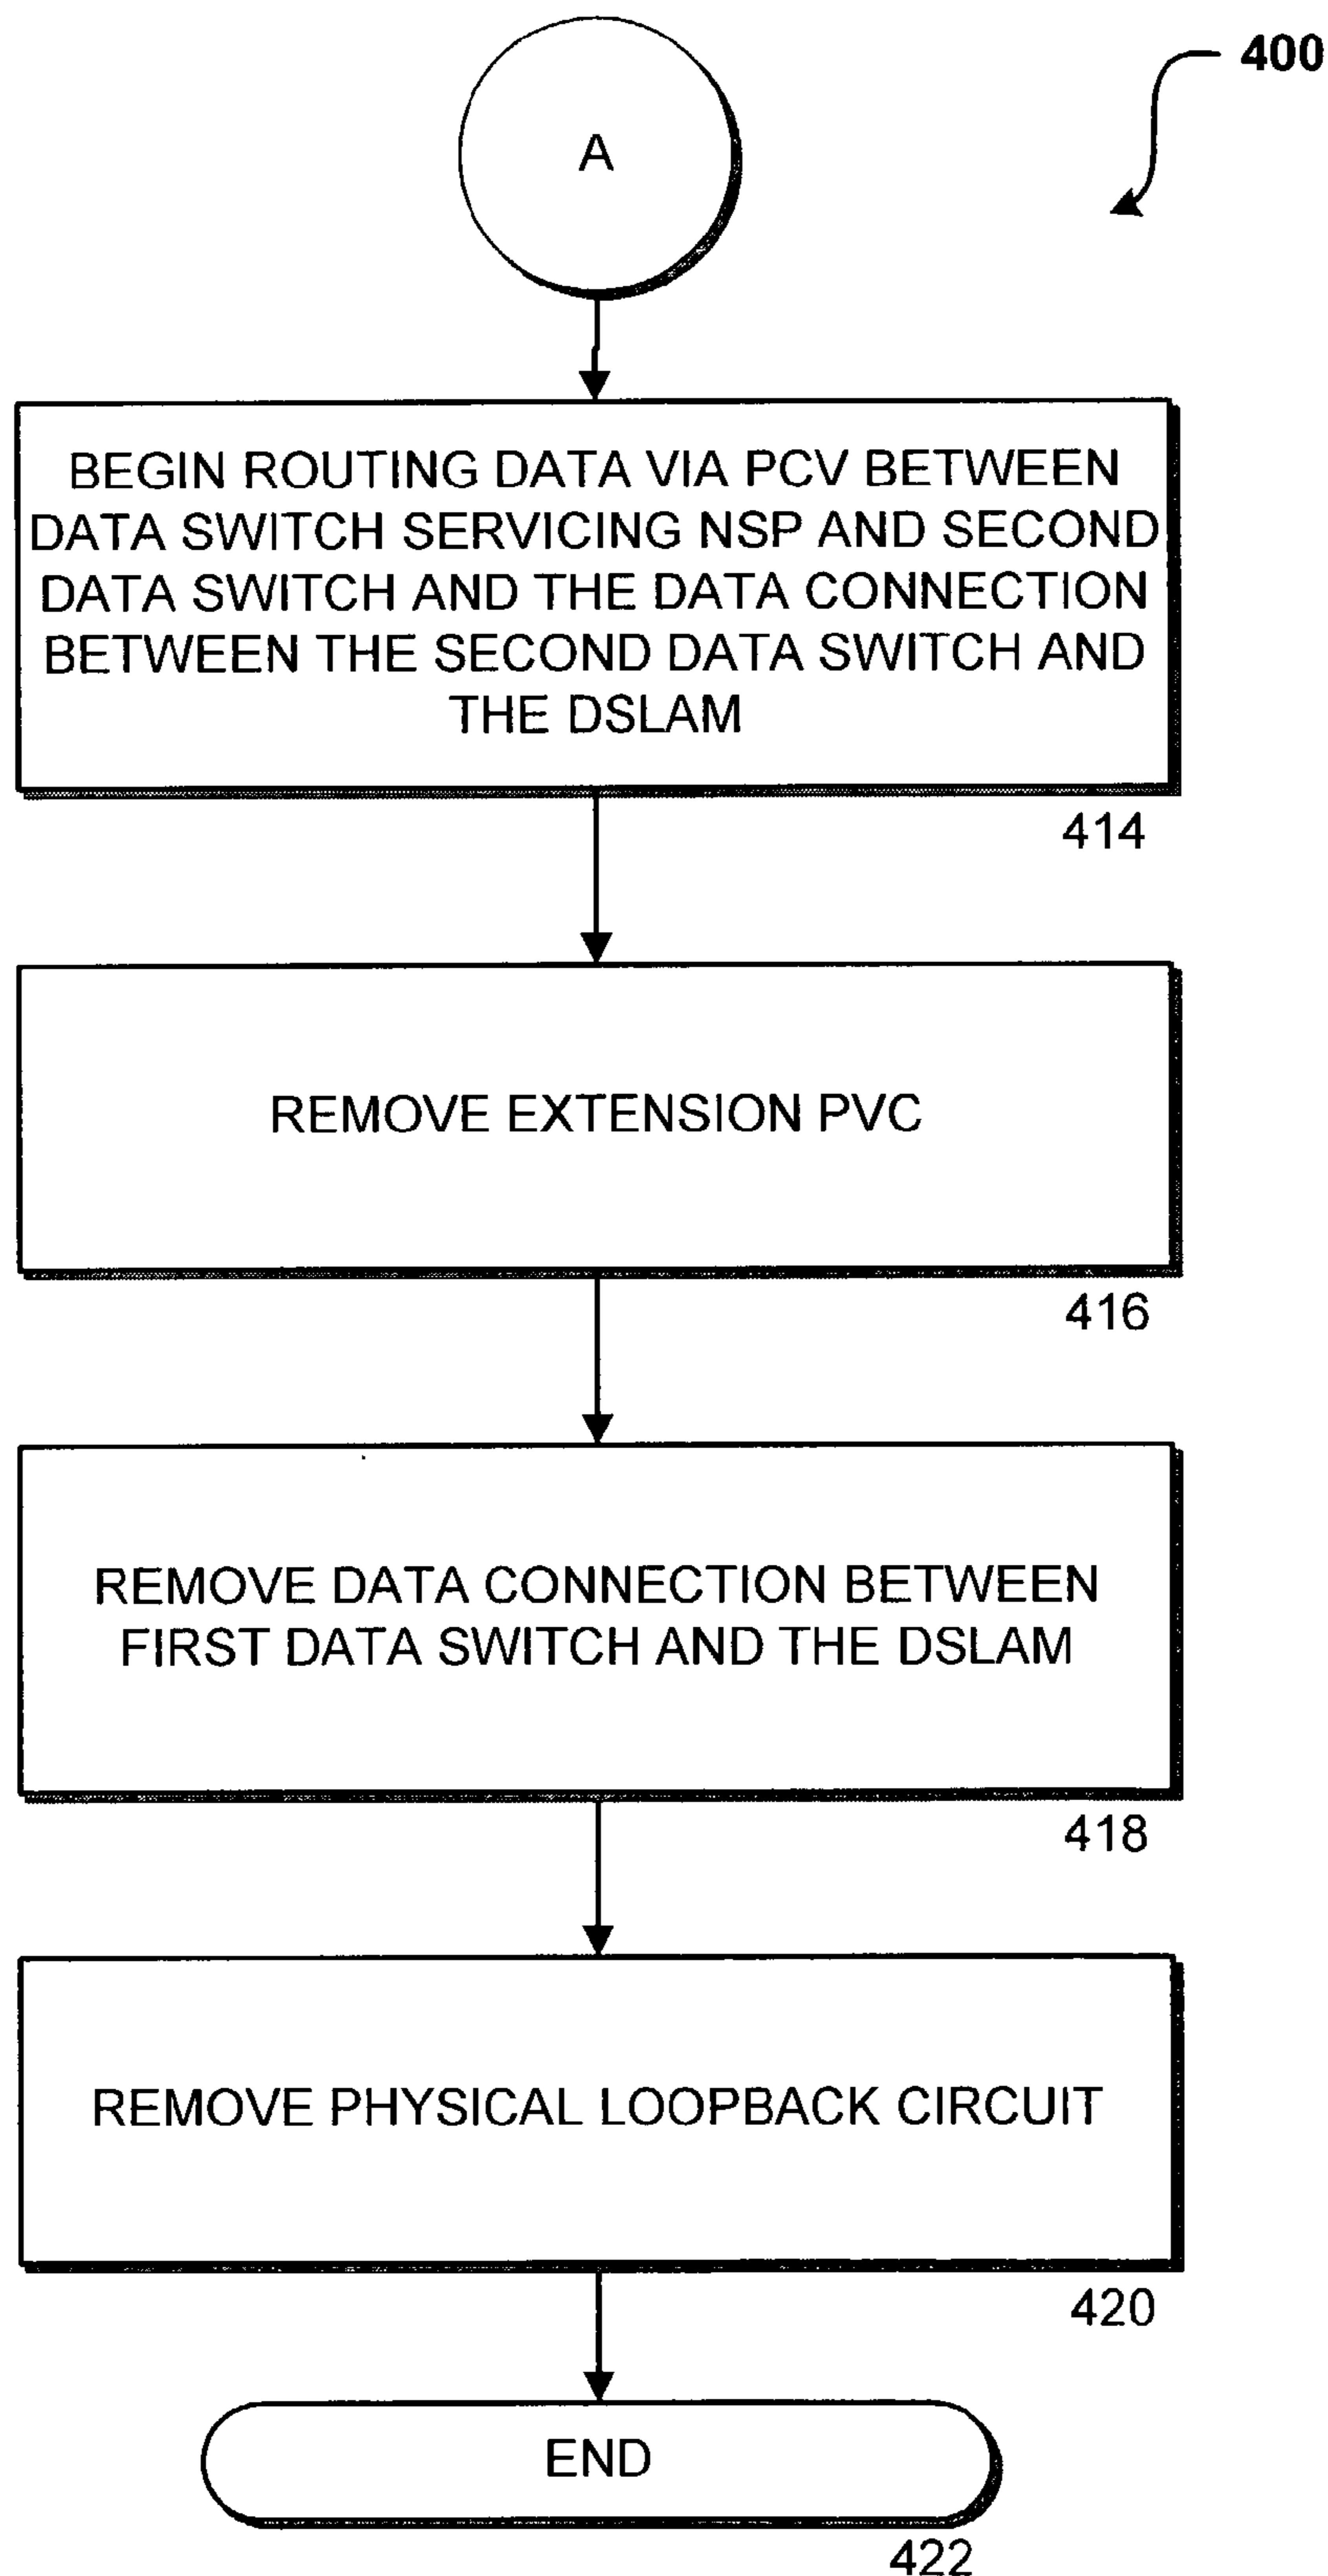 400
A
BEGIN ROUTING DATA VIA PCV BETWEEN
DATA SWITCH SERVICING NSP AND SECOND
DATA SWITCH AND THE DATA CONNECTION
BETWEEN THE SECOND DATA SWITCH AND
THE DSLAM
414
REMOVE EXTENSION PVC
416
REMOVE DATA CONNECTION BETWEEN
FIRST DATA SWITCH AND THE DSLAM
418
REMOVE PHYSICAL LOOPBACK CIRCUIT
420
END
422